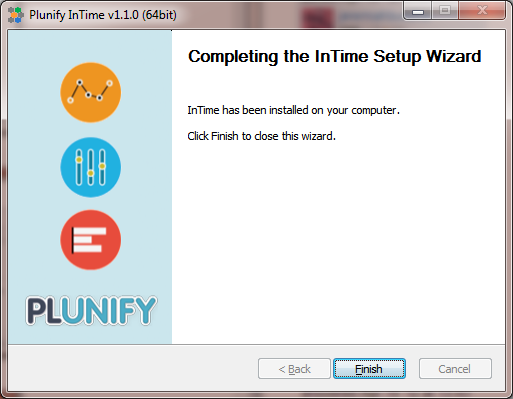 Plunify InTime v1.1.0 (64bit)
Completing the InTime Setup Wizard
InTime has been installed on your computer.
Click Finish to close this wizard.
PLUNIFY
< Back
Finish
Cancel